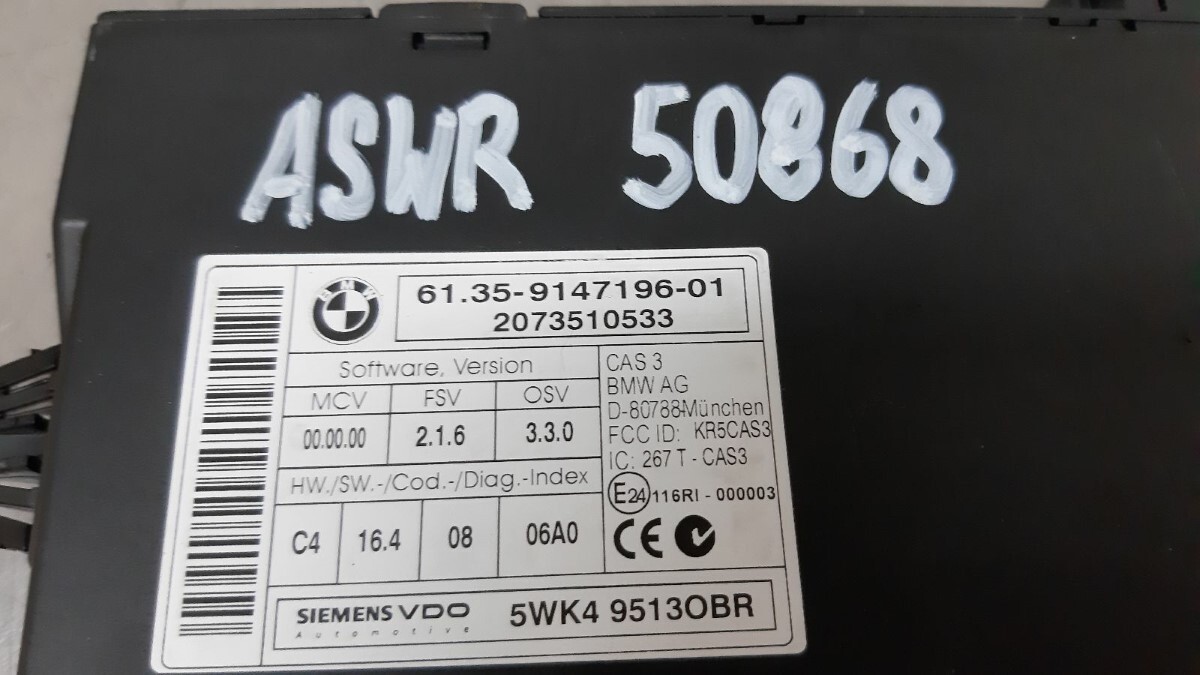 ASWR 50868
BMW
61.35-9147196-01
2073510533
Software, Version
MCV FSV OSV
00.00.00 2.1.6 3.3.0
HW./SW.-/Cod.-/Diag.-Index
C4 16.4 08 06A0
CAS 3
BMW AG
D-80788München
FCC ID: KR5CAS3
IC: 267 T - CAS3
E24 116RI - 000003
CE
SIEMENS VDO
Automotive
5WK4 9513OBR